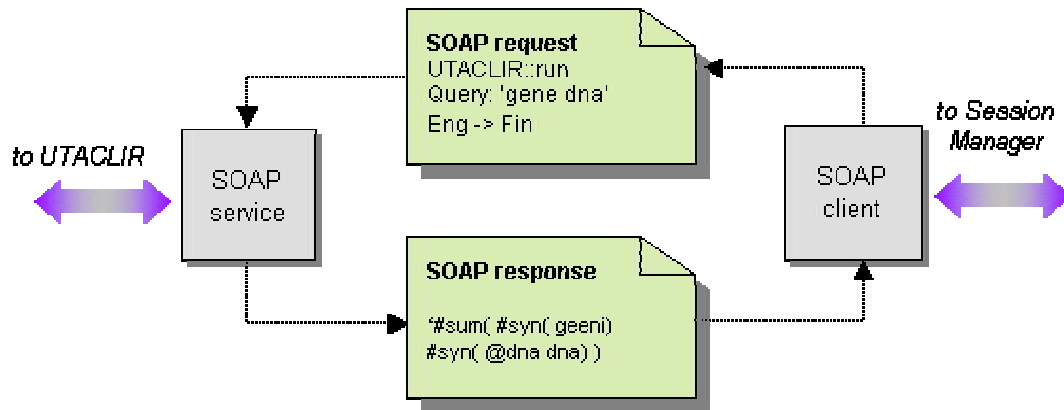 SOAP request
UTACLIR::run
Query: 'gene dna'
Eng -> Fin
to UTACLIR
SOAP
service
to Session
Manager
SOAP
client
SOAP response
‘#sum( #syn( geeni)
#syn( @dna dna) )